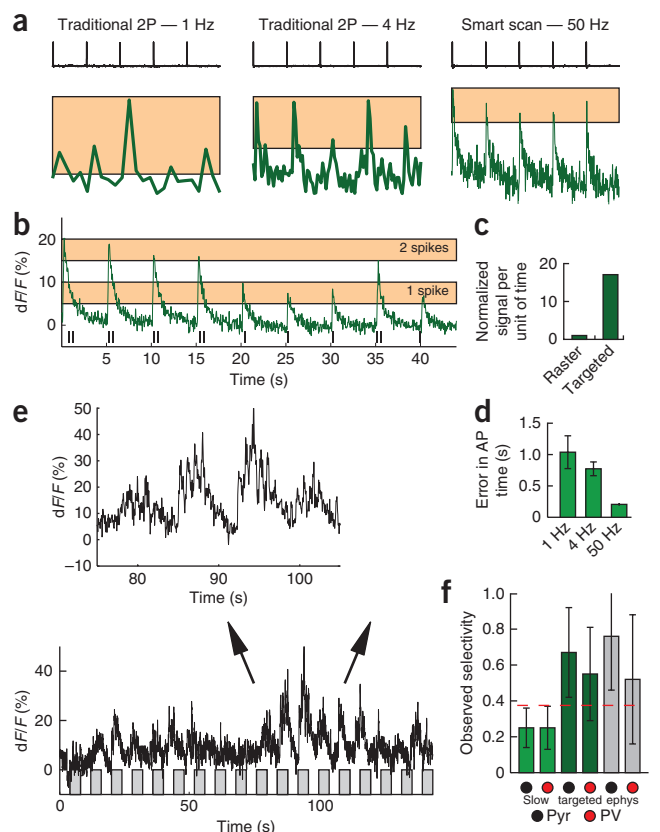 a
Traditional 2P — 1 Hz
Traditional 2P — 4 Hz
Smart scan — 50 Hz
b
dF/F (%)
20
10
0
2 spikes
1 spike
5 10 15 20 25 30 35 40
Time (s)
c
Normalized
signal per
unit of time
20
10
0
Raster
Targeted
d
Error in AP
time (s)
1.5
1.0
0.5
0
1 Hz
4 Hz
50 Hz
e
dF/F (%)
50
40
30
20
10
0
−10
80 90 100
Time (s)
dF/F (%)
40
20
0
0 50 100
Time (s)
f
Observed selectivity
1.0
0.8
0.6
0.4
0.2
0
Slow targeted ephys
Pyr PV